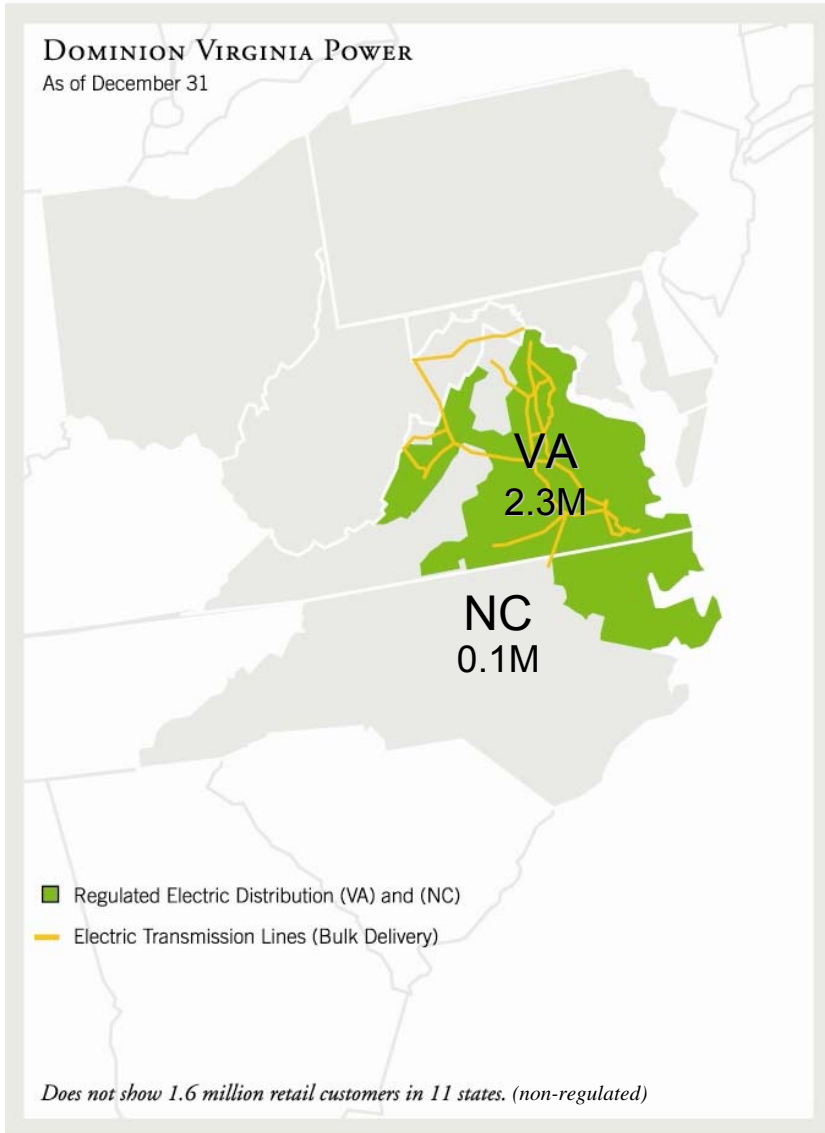 Dominion Virginia Power
As of December 31
VA
2.3M
NC
0.1M
Regulated Electric Distribution (VA) and (NC)
Electric Transmission Lines (Bulk Delivery)
Does not show 1.6 million retail customers in 11 states. (non-regulated)